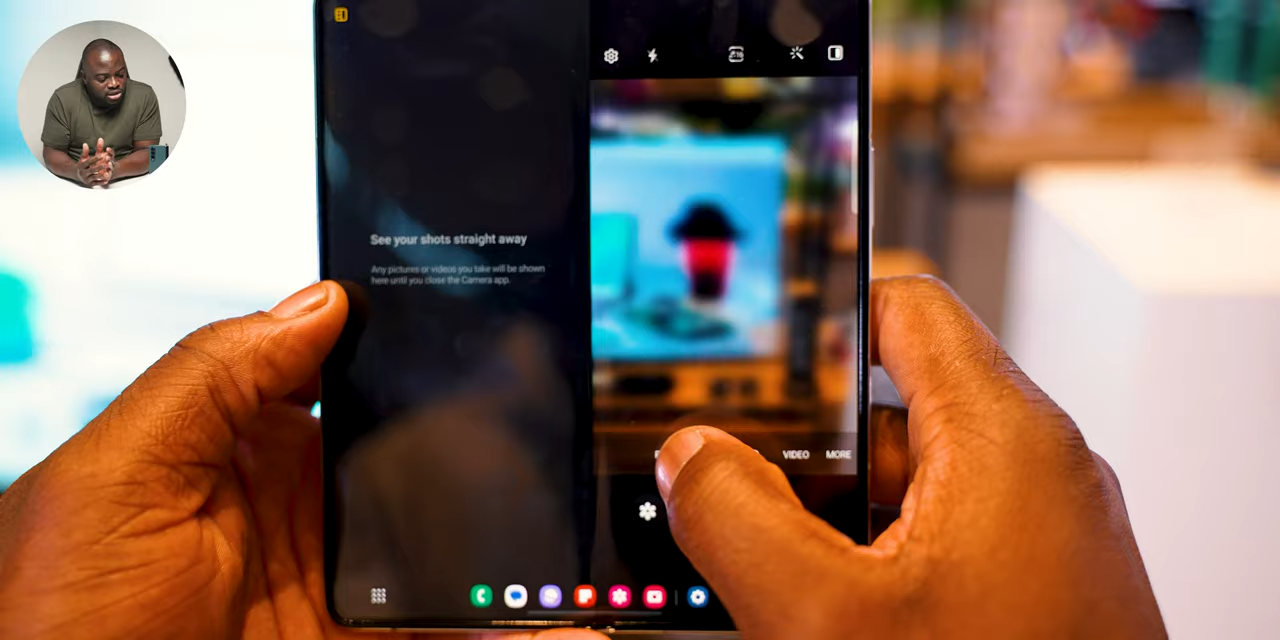 See your shots straight away
Any pictures or videos you take will be shown
here until you close the Camera app.
VIDEO
MORE